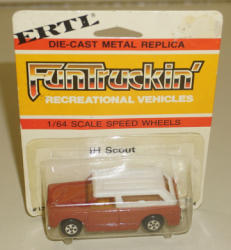 ERTL
DIE-CAST METAL REPLICA
FunTruckin'
RECREATIONAL VEHICLES
1/64 SCALE SPEED WHEELS
IH Scout